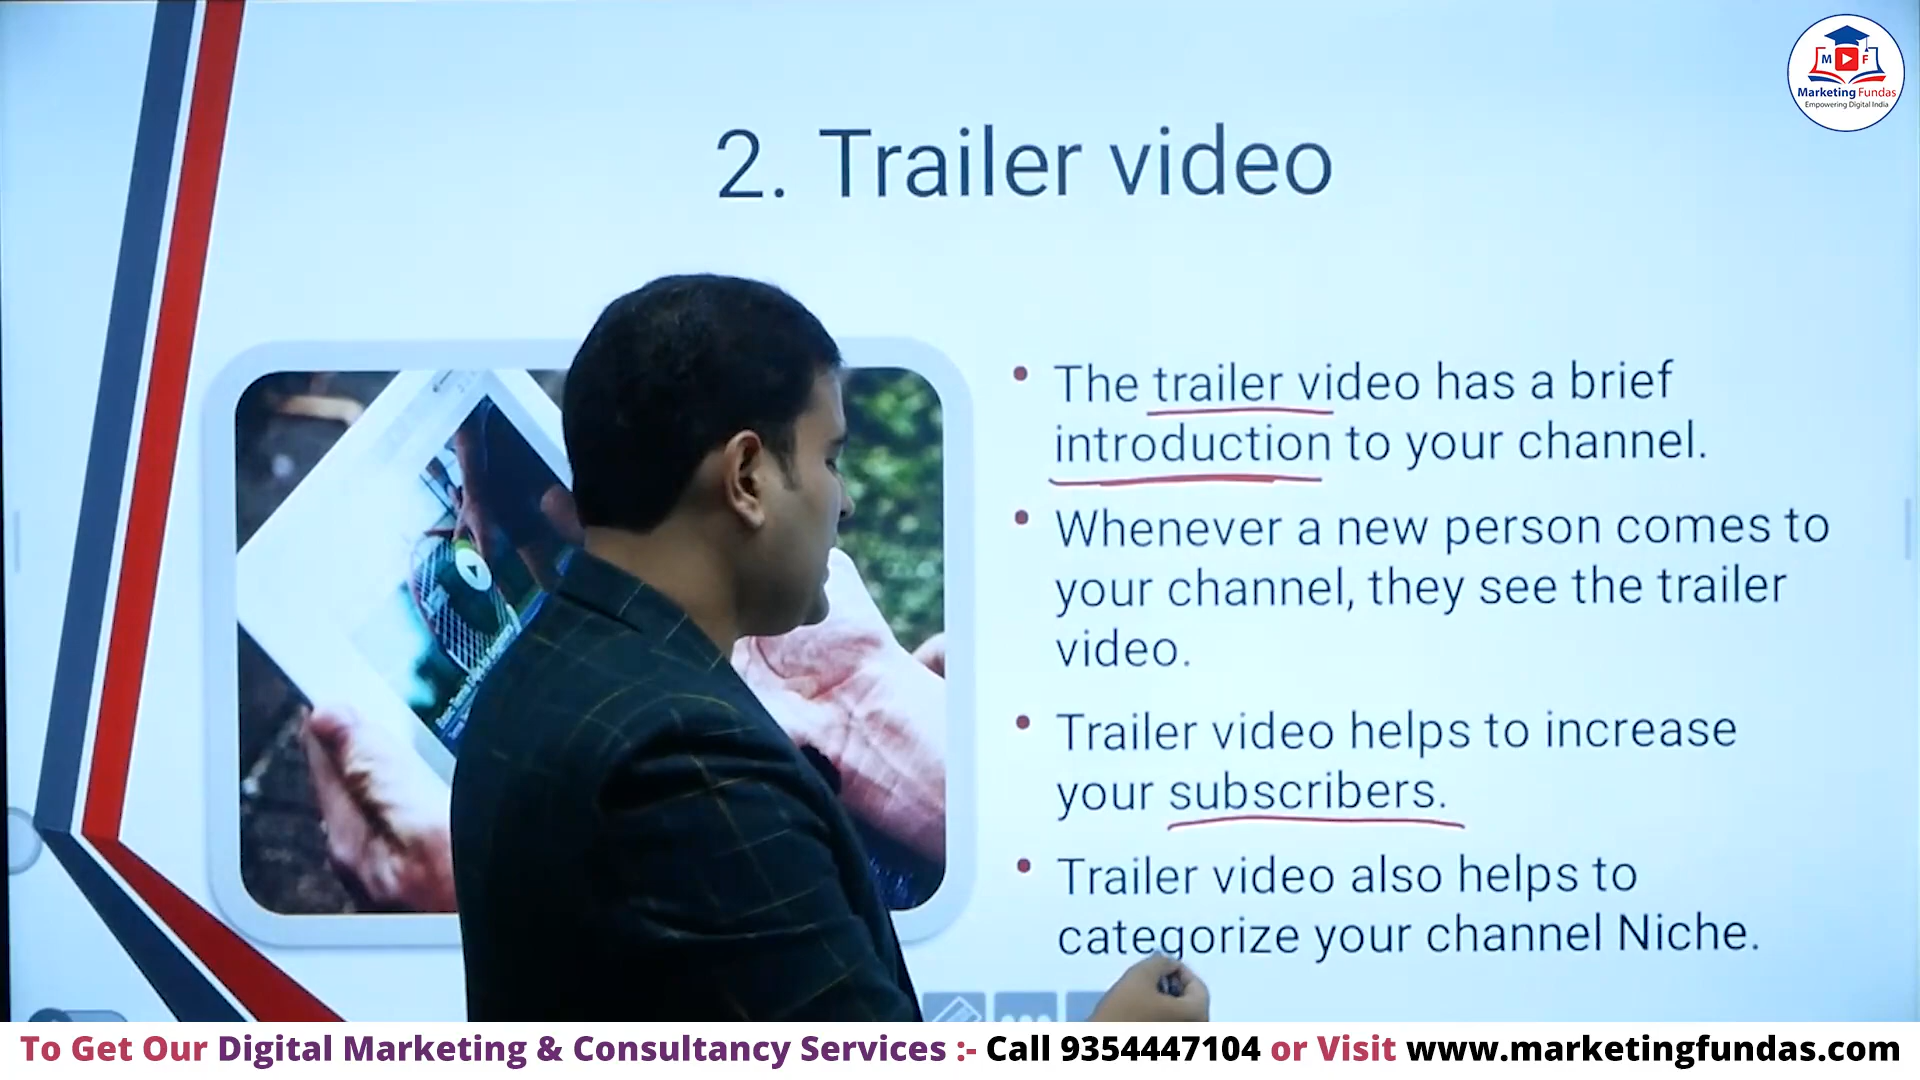 M F
Marketing Fundas
Empowering Digital India
2. Trailer video
• The trailer video has a brief
introduction to your channel.
• Whenever a new person comes to
your channel, they see the trailer
video.
• Trailer video helps to increase
your subscribers.
• Trailer video also helps to
categorize your channel Niche.
To Get Our Digital Marketing & Consultancy Services :- Call 9354447104 or Visit www.marketingfundas.com